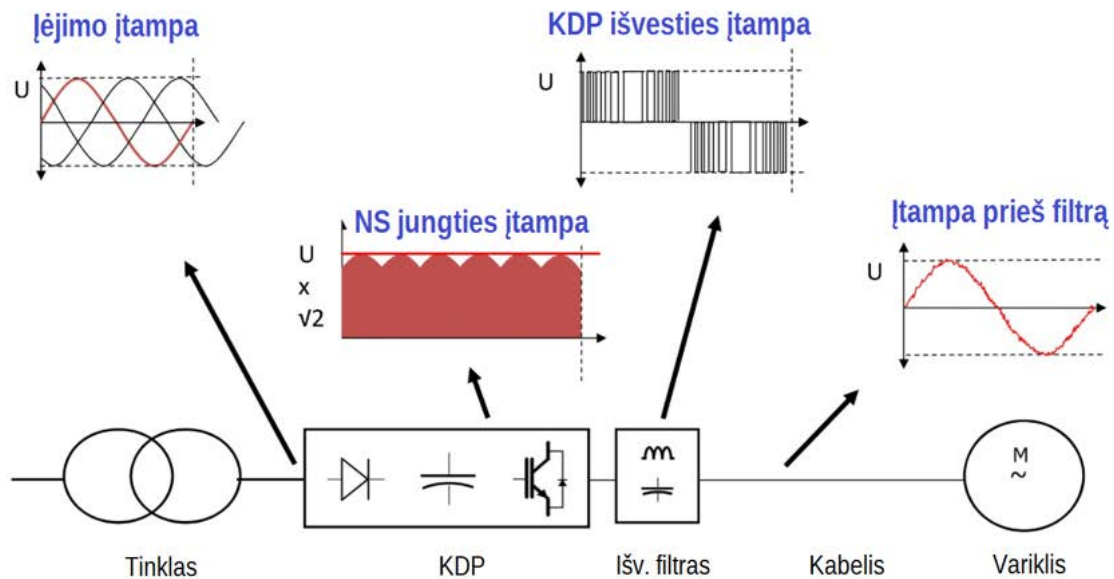 Įėjimo įtampa
U
KDP išvesties įtampa
U
NS jungties įtampa
U
x
√2
Įtampa prieš filtrą
U
M
~
Tinklas
KDP
Išv. filtras
Kabelis
Variklis